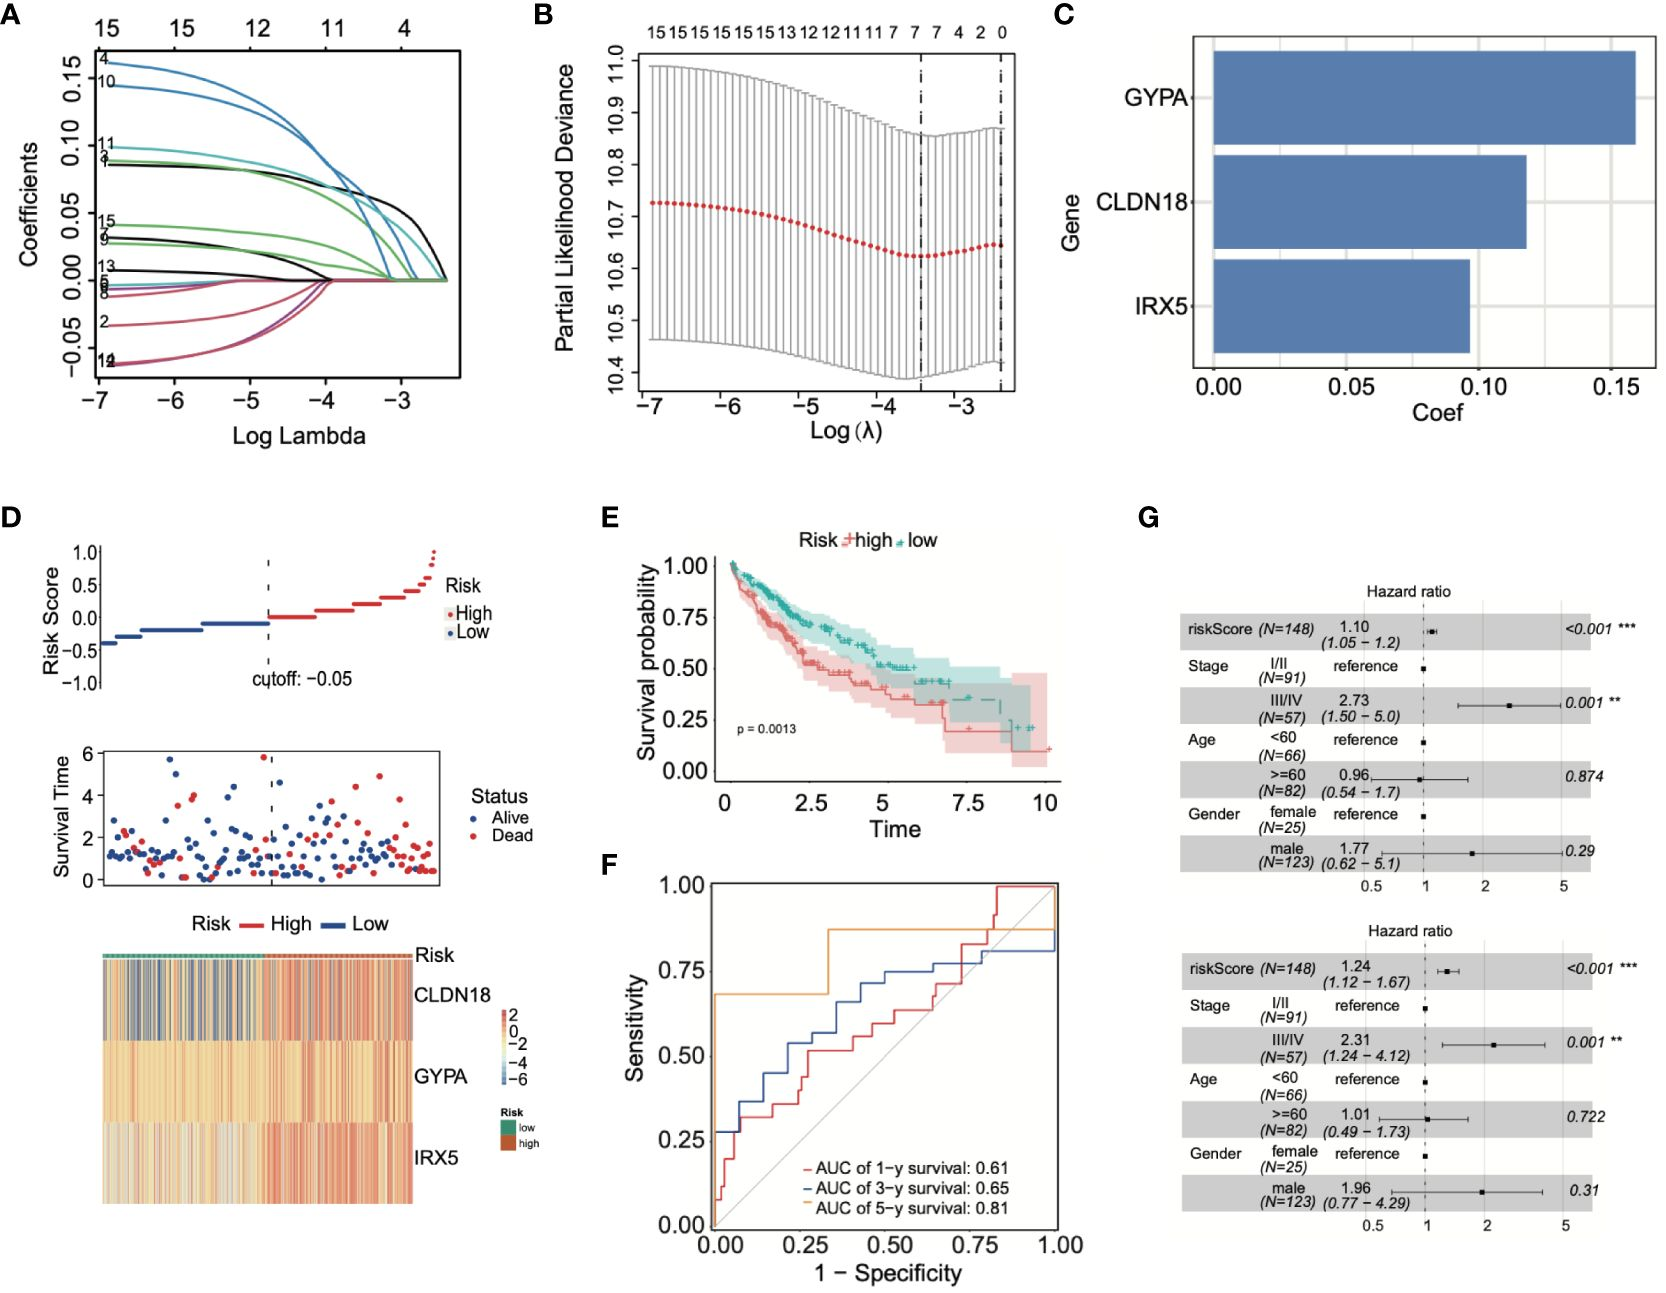 A
15 15 12 11 4
Coefficients
0.15
0.10
0.05
0.00
−0.05
4
10
11
3
1
15
7
9
13
5
6
8
2
−7 −6 −5 −4 −3
Log Lambda
B
15 15 15 15 15 15 13 12 12 11 11 7 7 7 4 2 0
Partial Likelihood Deviance
11.0
10.9
10.8
10.7
10.6
10.5
10.4
−7 −6 −5 −4 −3
Log (λ)
C
Gene
GYPA
CLDN18
IRX5
0.00 0.05 0.10 0.15
Coef
D
Risk Score
1.0
0.5
0.0
−0.5
−1.0
cutoff: −0.05
Risk
High
Low
Survival Time
6
4
2
0
Status
Alive
Dead
Risk High Low
Risk
CLDN18
GYPA
IRX5
2
0
−2
−4
−6
Risk
low
high
E
Risk high low
Survival probability
1.00
0.75
0.50
0.25
0.00
p = 0.0013
0 2.5 5 7.5 10
Time
F
Sensitivity
1.00
0.75
0.50
0.25
0.00
AUC of 1−y survival: 0.61
AUC of 3−y survival: 0.65
AUC of 5−y survival: 0.81
0.00 0.25 0.50 0.75 1.00
1 − Specificity
G
Hazard ratio
riskScore (N=148) 1.10 <0.001 ***
(1.05 − 1.2)
Stage I/II reference
(N=91)
III/IV 2.73 0.001 **
(N=57) (1.50 − 5.0)
Age <60 reference
(N=66)
>=60 0.96 0.874
(N=82) (0.54 − 1.7)
Gender female reference
(N=25)
male 1.77 0.29
(N=123) (0.62 − 5.1)
0.5 1 2 5
Hazard ratio
riskScore (N=148) 1.24 <0.001 ***
(1.12 − 1.67)
Stage I/II reference
(N=91)
III/IV 2.31 0.001 **
(N=57) (1.24 − 4.12)
Age <60 reference
(N=66)
>=60 1.01 0.722
(N=82) (0.49 − 1.73)
Gender female reference
(N=25)
male 1.96 0.31
(N=123) (0.77 − 4.29)
0.5 1 2 5